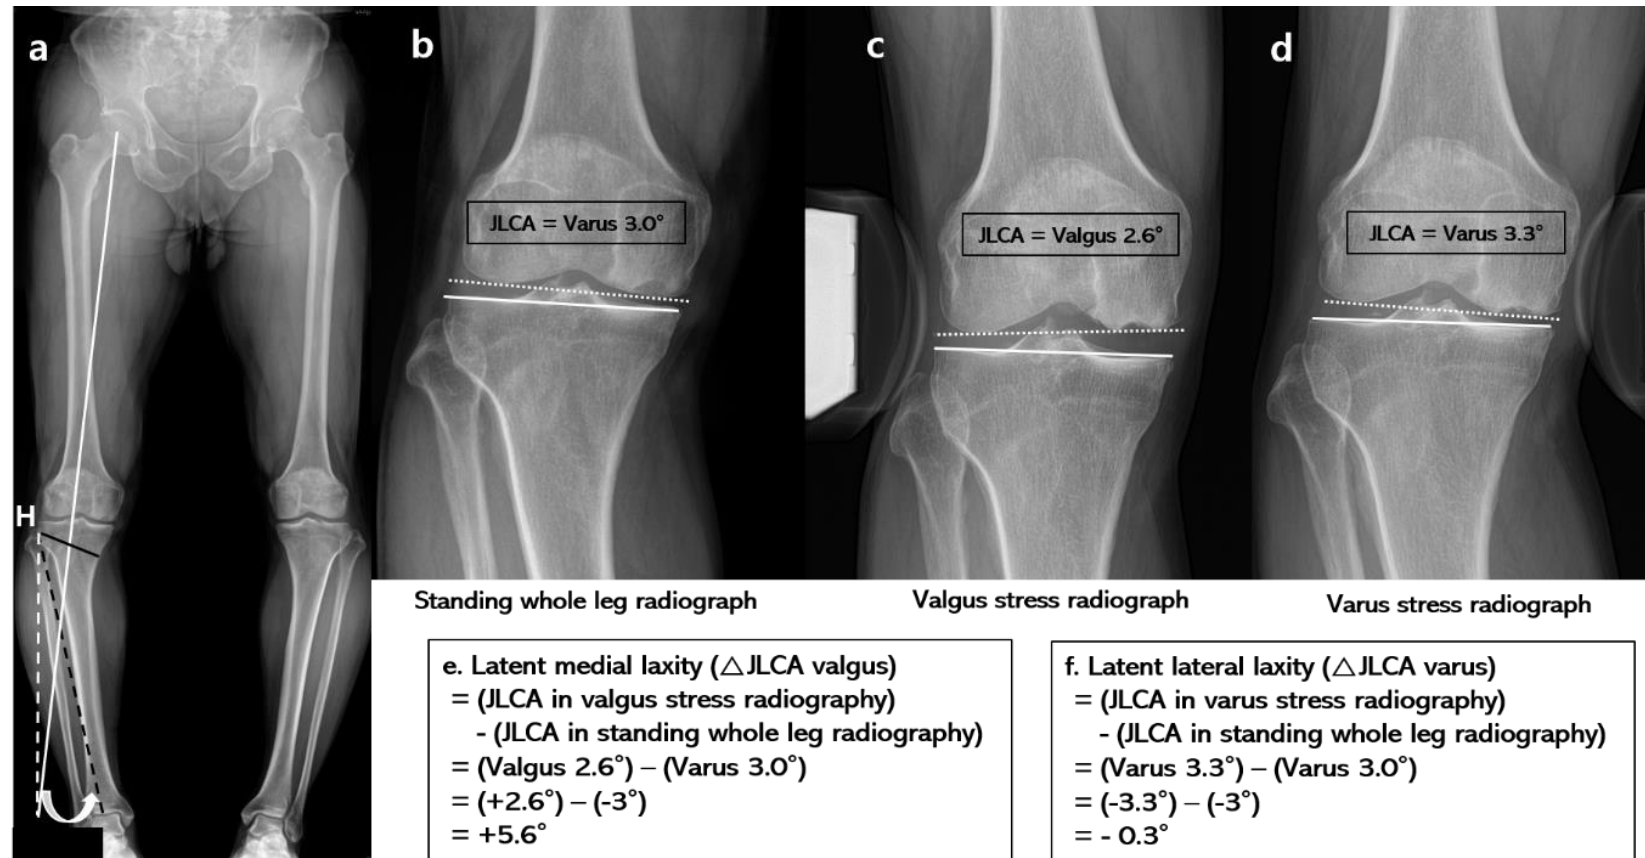 a
b
c
d
H
JLCA = Varus 3.0°
JLCA = Valgus 2.6°
JLCA = Varus 3.3°
Standing whole leg radiograph
Valgus stress radiograph
Varus stress radiograph
e. Latent medial laxity (△JLCA valgus)
= (JLCA in valgus stress radiography)
- (JLCA in standing whole leg radiography)
= (Valgus 2.6°) – (Varus 3.0°)
= (+2.6°) – (-3°)
= +5.6°
f. Latent lateral laxity (△JLCA varus)
= (JLCA in varus stress radiography)
- (JLCA in standing whole leg radiography)
= (Varus 3.3°) – (Varus 3.0°)
= (-3.3°) – (-3°)
= - 0.3°